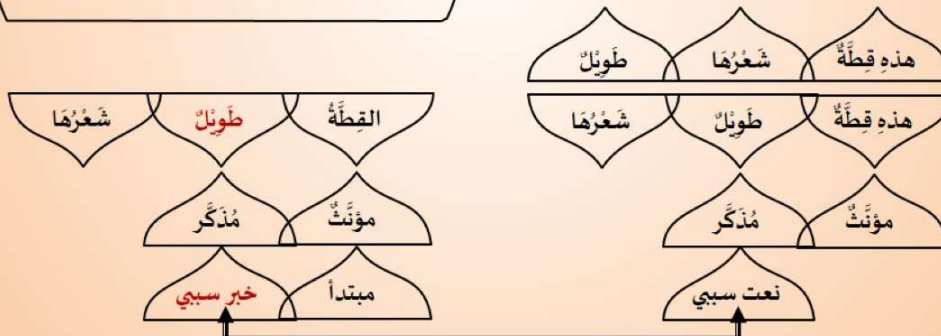 هذهِ قِطَّةٌ شَعْرُهَا طَوِيْلٌ
هذهِ قِطَّةٌ طَوِيْلٌ شَعْرُهَا
القِطَّةُ طَوِيْلٌ شَعْرُهَا
مؤنَّثٌ مُذَكَّر
مؤنَّثٌ مُذَكَّر
نعت سببي
مبتدأ خبر سببي